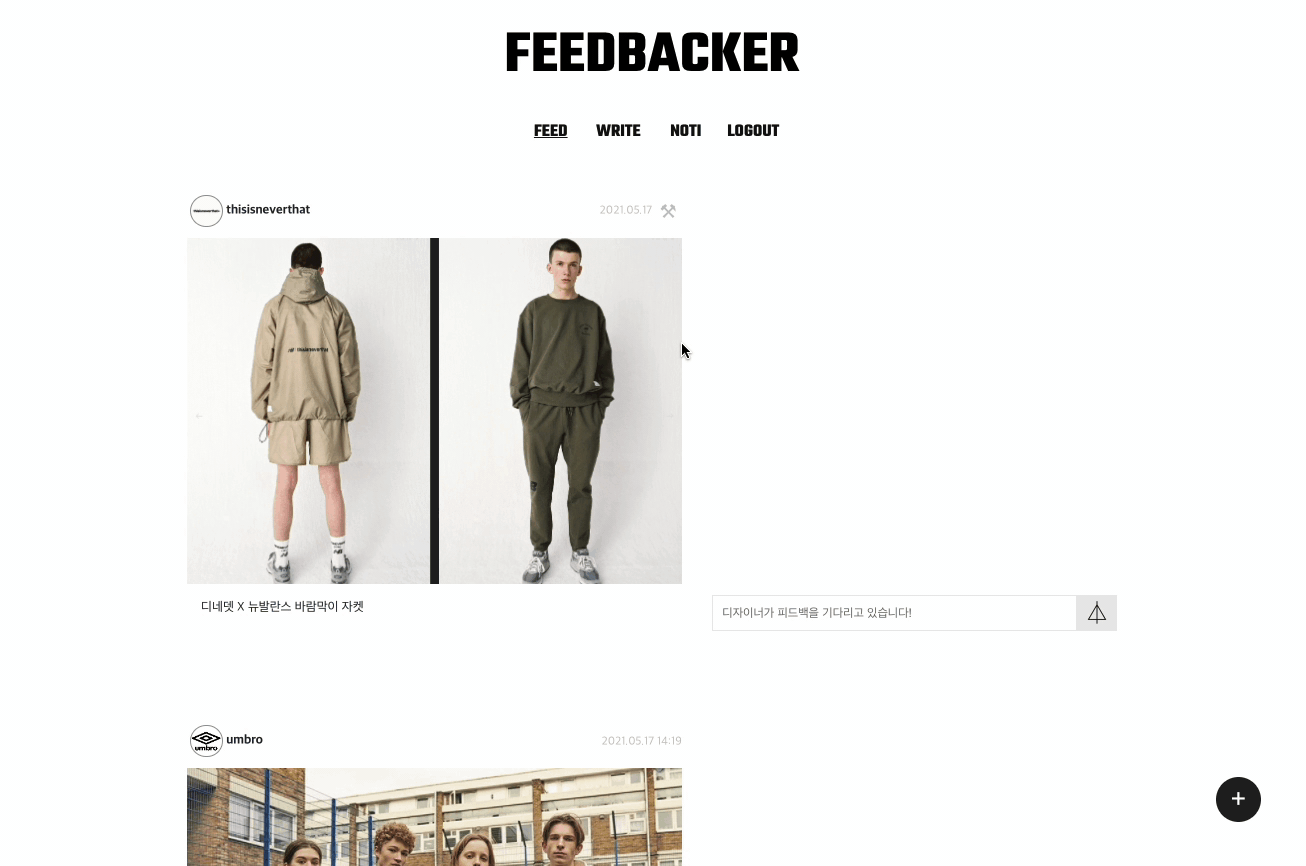 FEEDBACKER
FEED WRITE NOTI LOGOUT
thisisneverthat 2021.05.17
디네뎃 X 뉴발란스 바람막이 자켓
디자이너가 피드백을 기다리고 있습니다!
umbro 2021.05.17 14:19
umbro
+